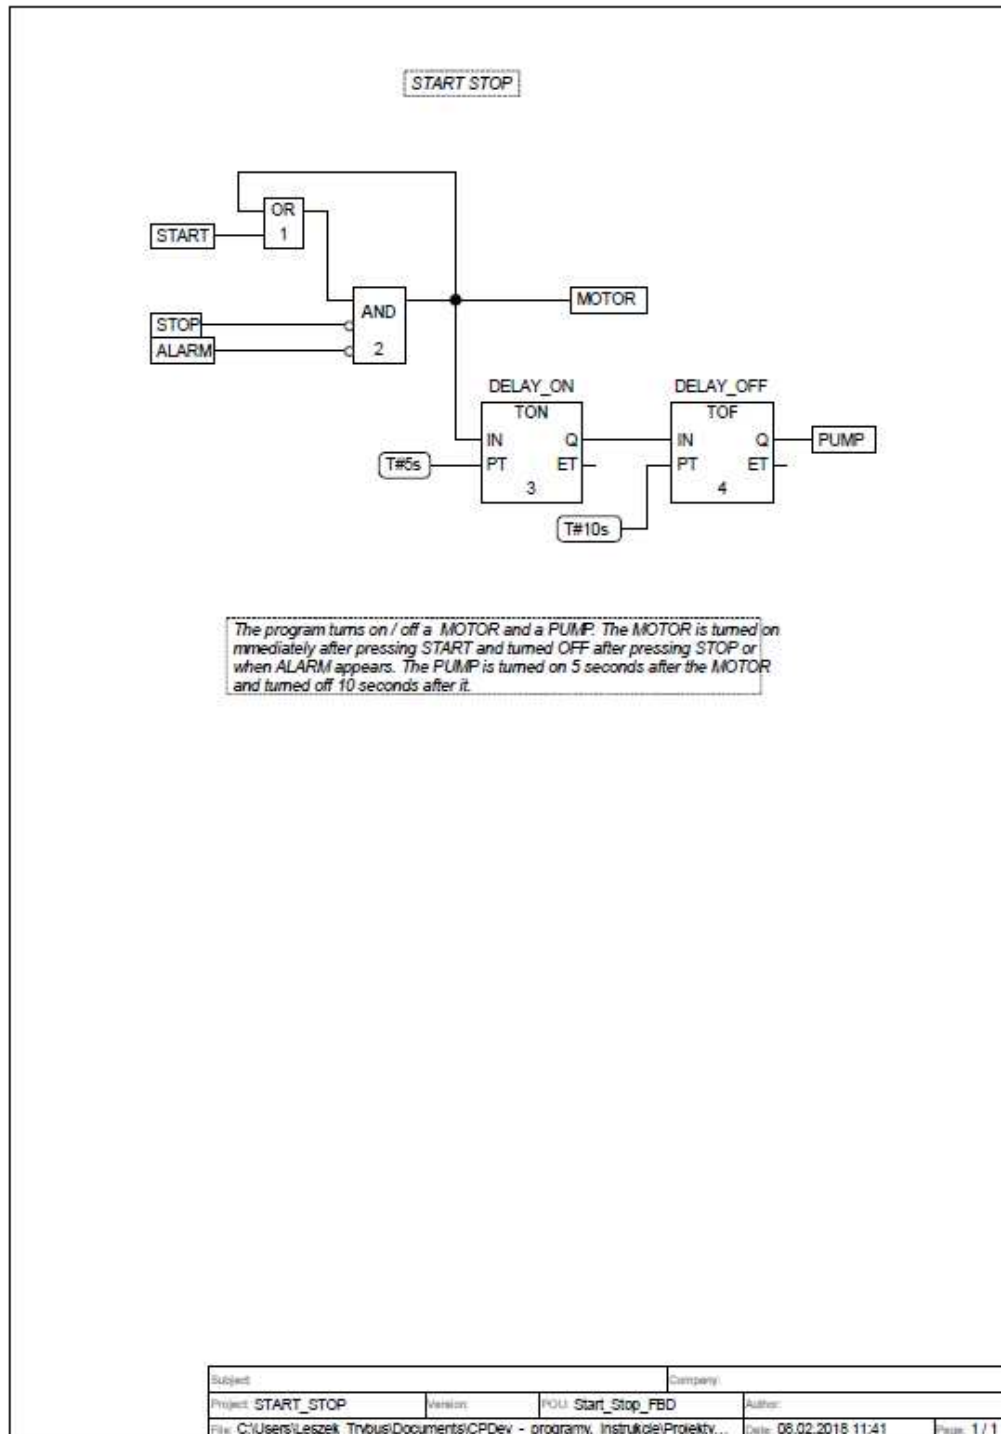 START STOP
OR
START
1
AND
MOTOR
STOP
ALARM
2
DELAY_ON
DELAY_OFF
TON
TOF
IN Q
IN Q
PUMP
T#5s
PT ET
PT ET
3
4
T#10s
The program turns on / off a MOTOR and a PUMP. The MOTOR is turned on
mmediately after pressing START and turned OFF after pressing STOP or
when ALARM appears. The PUMP is turned on 5 seconds after the MOTOR
and turned off 10 seconds after it.
Subject: Company:
Project: START_STOP Version: POU: Start_Stop_FBD Author:
File: C:\Users\Leszek Trybus\Documents\CPDev - programy, Instrukcje\Projekty... Date: 08.02.2018 11:41 Page: 1 / 1